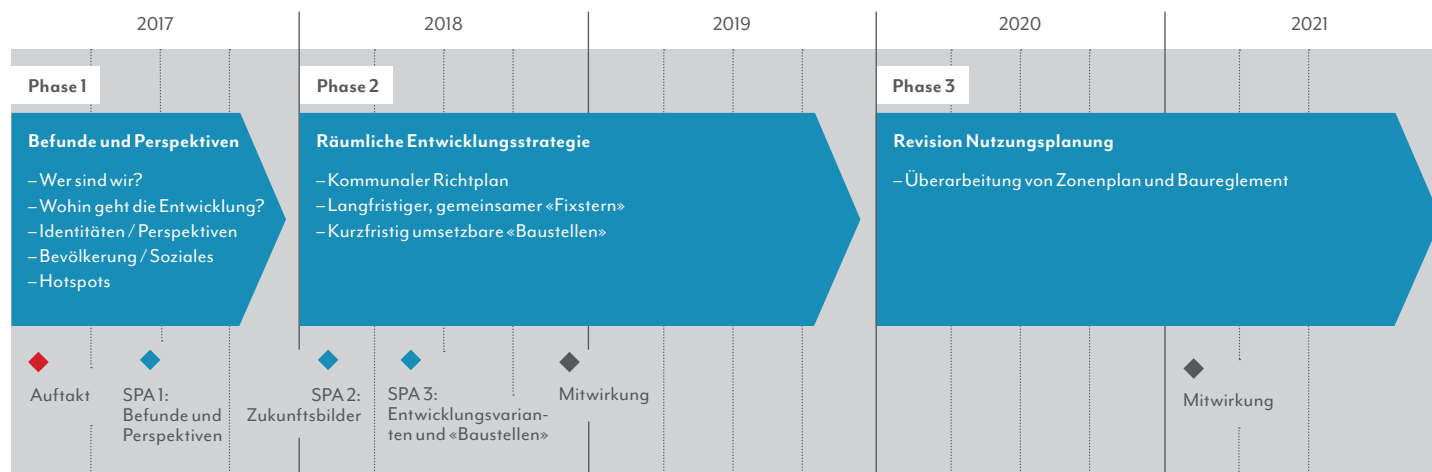 2017
2018
2019
2020
2021
Phase 1
Phase 2
Phase 3
Befunde und Perspektiven
– Wer sind wir?
– Wohin geht die Entwicklung?
– Identitäten / Perspektiven
– Bevölkerung / Soziales
– Hotspots
Räumliche Entwicklungsstrategie
– Kommunaler Richtplan
– Langfristiger, gemeinsamer «Fixstern»
– Kurzfristig umsetzbare «Baustellen»
Revision Nutzungsplanung
– Überarbeitung von Zonenplan und Baureglement
Auftakt
SPA 1:
Befunde und
Perspektiven
SPA 2:
Zukunftsbilder
SPA 3:
Entwicklungsvarian-
ten und «Baustellen»
Mitwirkung
Mitwirkung